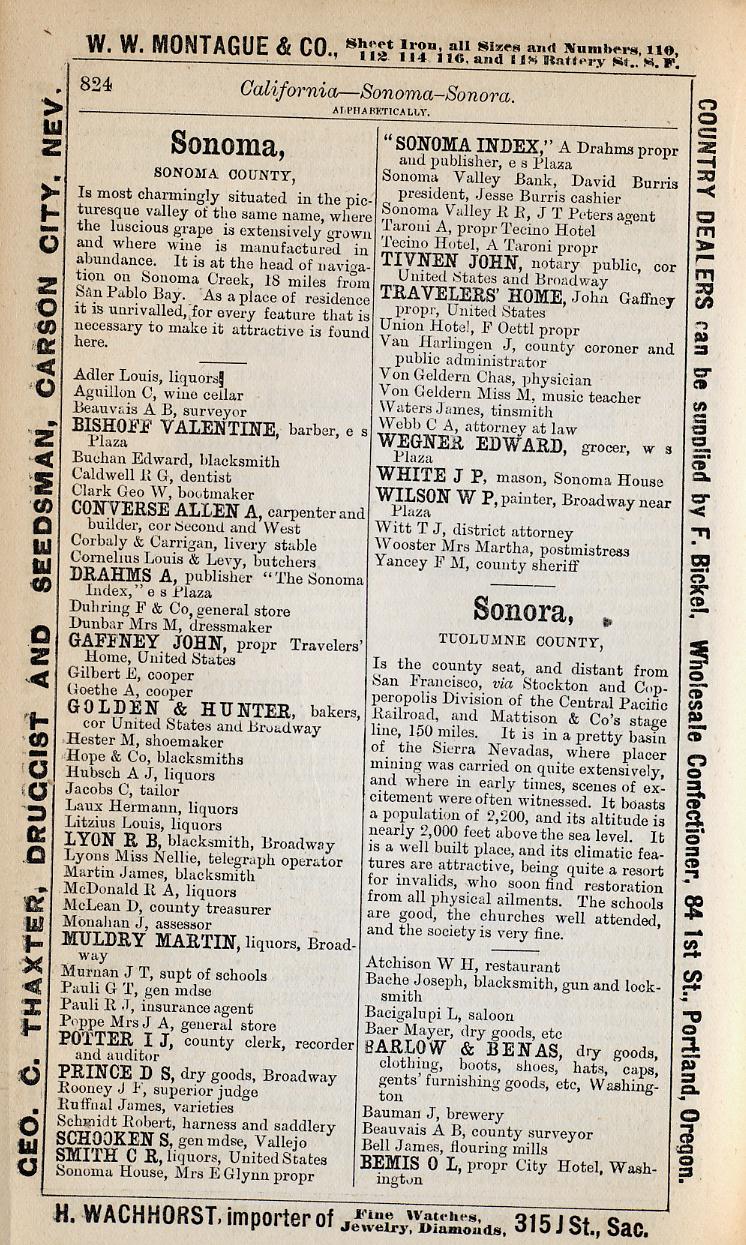 W. W. MONTAGUE & CO., Sheet Iron, all Sizes and Numbers, 110,
112, 114, 116, and 118 Battery St., S. F.
824
California—Sonoma—Sonora.
ALPHABETICALLY.
Sonoma,
SONOMA COUNTY,
Is most charmingly situated in the pic-
turesque valley of the same name, where
the luscious grape is extensively grown
and where wine is manufactured in
abundance. It is at the head of naviga-
tion on Sonoma Creek, 18 miles from
San Pablo Bay. As a place of residence
it is unrivalled, for every feature that is
necessary to make it attractive is found
here.
Adler Louis, liquors
Aguillon C, wine cellar
Beauvais A B, surveyor
BISHOFF VALENTINE, barber, e s
Plaza
Buchan Edward, blacksmith
Caldwell R G, dentist
Clark Geo W, bootmaker
CONVERSE ALLEN A, carpenter and
builder, cor Second and West
Corbaly & Carrigan, livery stable
Cornelius Louis & Levy, butchers
DRAHMS A, publisher "The Sonoma
Index," e s Plaza
Duhring F & Co, general store
Dunbar Mrs M, dressmaker
GAFFNEY JOHN, propr Travelers'
Home, United States
Gilbert E, cooper
Goethe A, cooper
GOLDEN & HUNTER, bakers,
cor United States and Broadway
Hester M, shoemaker
Hope & Co, blacksmiths
Hubsch A J, liquors
Jacobs C, tailor
Laux Hermann, liquors
Litzius Louis, liquors
LYON R B, blacksmith, Broadway
Lyons Miss Nellie, telegraph operator
Martin James, blacksmith
McDonald R A, liquors
McLean D, county treasurer
Monahan J, assessor
MULDRY MARTIN, liquors, Broad-
way
Murnan J T, supt of schools
Pauli G T, gen mdse
Pauli R J, insurance agent
Poppe Mrs J A, general store
POTTER I J, county clerk, recorder
and auditor
PRINCE D S, dry goods, Broadway
Rooney J F, superior judge
Ruffnal James, varieties
Schmidt Robert, harness and saddlery
SCHOOKEN S, gen mdse, Vallejo
SMITH C R, liquors, United States
Sonoma House, Mrs E Glynn propr
"SONOMA INDEX," A Drahms propr
and publisher, e s Plaza
Sonoma Valley Bank, David Burris
president, Jesse Burris cashier
Sonoma Valley R R, J T Peters agent
Taroni A, propr Tecino Hotel
Tecino Hotel, A Taroni propr
TIVNEN JOHN, notary public, cor
United States and Broadway
TRAVELERS' HOME, John Gaffney
propr, United States
Union Hotel, F Oettl propr
Van Harlingen J, county coroner and
public administrator
Von Geldern Chas, physician
Von Geldern Miss M, music teacher
Waters James, tinsmith
Webb C A, attorney at law
WEGNER EDWARD, grocer, w s
Plaza
WHITE J P, mason, Sonoma House
WILSON W P, painter, Broadway near
Plaza
Witt T J, district attorney
Wooster Mrs Martha, postmistress
Yancey F M, county sheriff
Sonora,
TUOLUMNE COUNTY,
Is the county seat, and distant from
San Francisco, via Stockton and Cop-
peropolis Division of the Central Pacific
Railroad, and Mattison & Co's stage
line, 150 miles. It is in a pretty basin
of the Sierra Nevadas, where placer
mining was carried on quite extensively,
and where in early times, scenes of ex-
citement were often witnessed. It boasts
a population of 2,200, and its altitude is
nearly 2,000 feet above the sea level. It
is a well built place, and its climatic fea-
tures are attractive, being quite a resort
for invalids, who soon find restoration
from all physical ailments. The schools
are good, the churches well attended,
and the society is very fine.
Atchison W H, restaurant
Bache Joseph, blacksmith, gun and lock-
smith
Bacigalupi L, saloon
Baer Mayer, dry goods, etc
BARLOW & BENAS, dry goods,
clothing, boots, shoes, hats, caps,
gents' furnishing goods, etc, Washing-
ton
Bauman J, brewery
Beauvais A B, county surveyor
Bell James, flouring mills
BEMIS O L, propr City Hotel, Wash-
ington
GEO. C. THAXTER, DRUGGIST AND SEEDSMAN, CARSON CITY, NEV.
COUNTRY DEALERS can be supplied by F. Bickel, Wholesale Confectioner, 84 1st St., Portland, Oregon.
H. WACHHORST, importer of Fine Watches,
Jewelry, Diamonds, 315 J St., Sac.